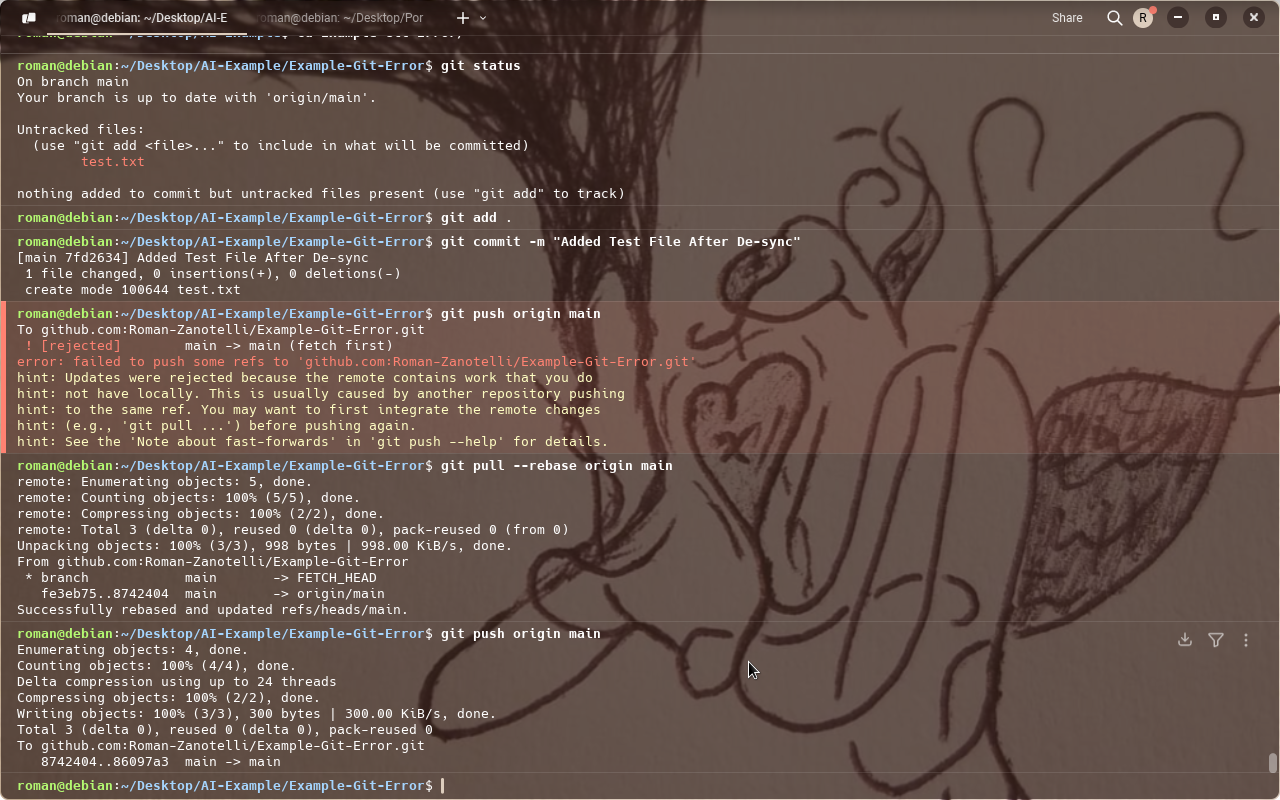 roman@debian: ~/Desktop/AI-E
roman@debian: ~/Desktop/Por
Share
R
roman@debian:~/Desktop/AI-Example/Example-Git-Error$ git status
On branch main
Your branch is up to date with 'origin/main'.
Untracked files:
  (use "git add <file>..." to include in what will be committed)
        test.txt
nothing added to commit but untracked files present (use "git add" to track)
roman@debian:~/Desktop/AI-Example/Example-Git-Error$ git add .
roman@debian:~/Desktop/AI-Example/Example-Git-Error$ git commit -m "Added Test File After De-sync"
[main 7fd2634] Added Test File After De-sync
 1 file changed, 0 insertions(+), 0 deletions(-)
 create mode 100644 test.txt
roman@debian:~/Desktop/AI-Example/Example-Git-Error$ git push origin main
To github.com:Roman-Zanotelli/Example-Git-Error.git
 ! [rejected]        main -> main (fetch first)
error: failed to push some refs to 'github.com:Roman-Zanotelli/Example-Git-Error.git'
hint: Updates were rejected because the remote contains work that you do
hint: not have locally. This is usually caused by another repository pushing
hint: to the same ref. You may want to first integrate the remote changes
hint: (e.g., 'git pull ...') before pushing again.
hint: See the 'Note about fast-forwards' in 'git push --help' for details.
roman@debian:~/Desktop/AI-Example/Example-Git-Error$ git pull --rebase origin main
remote: Enumerating objects: 5, done.
remote: Counting objects: 100% (5/5), done.
remote: Compressing objects: 100% (2/2), done.
remote: Total 3 (delta 0), reused 0 (delta 0), pack-reused 0 (from 0)
Unpacking objects: 100% (3/3), 998 bytes | 998.00 KiB/s, done.
From github.com:Roman-Zanotelli/Example-Git-Error
 * branch            main       -> FETCH_HEAD
   fe3eb75..8742404  main       -> origin/main
Successfully rebased and updated refs/heads/main.
roman@debian:~/Desktop/AI-Example/Example-Git-Error$ git push origin main
Enumerating objects: 4, done.
Counting objects: 100% (4/4), done.
Delta compression using up to 24 threads
Compressing objects: 100% (2/2), done.
Writing objects: 100% (3/3), 300 bytes | 300.00 KiB/s, done.
Total 3 (delta 0), reused 0 (delta 0), pack-reused 0
To github.com:Roman-Zanotelli/Example-Git-Error.git
   8742404..86097a3  main -> main
roman@debian:~/Desktop/AI-Example/Example-Git-Error$